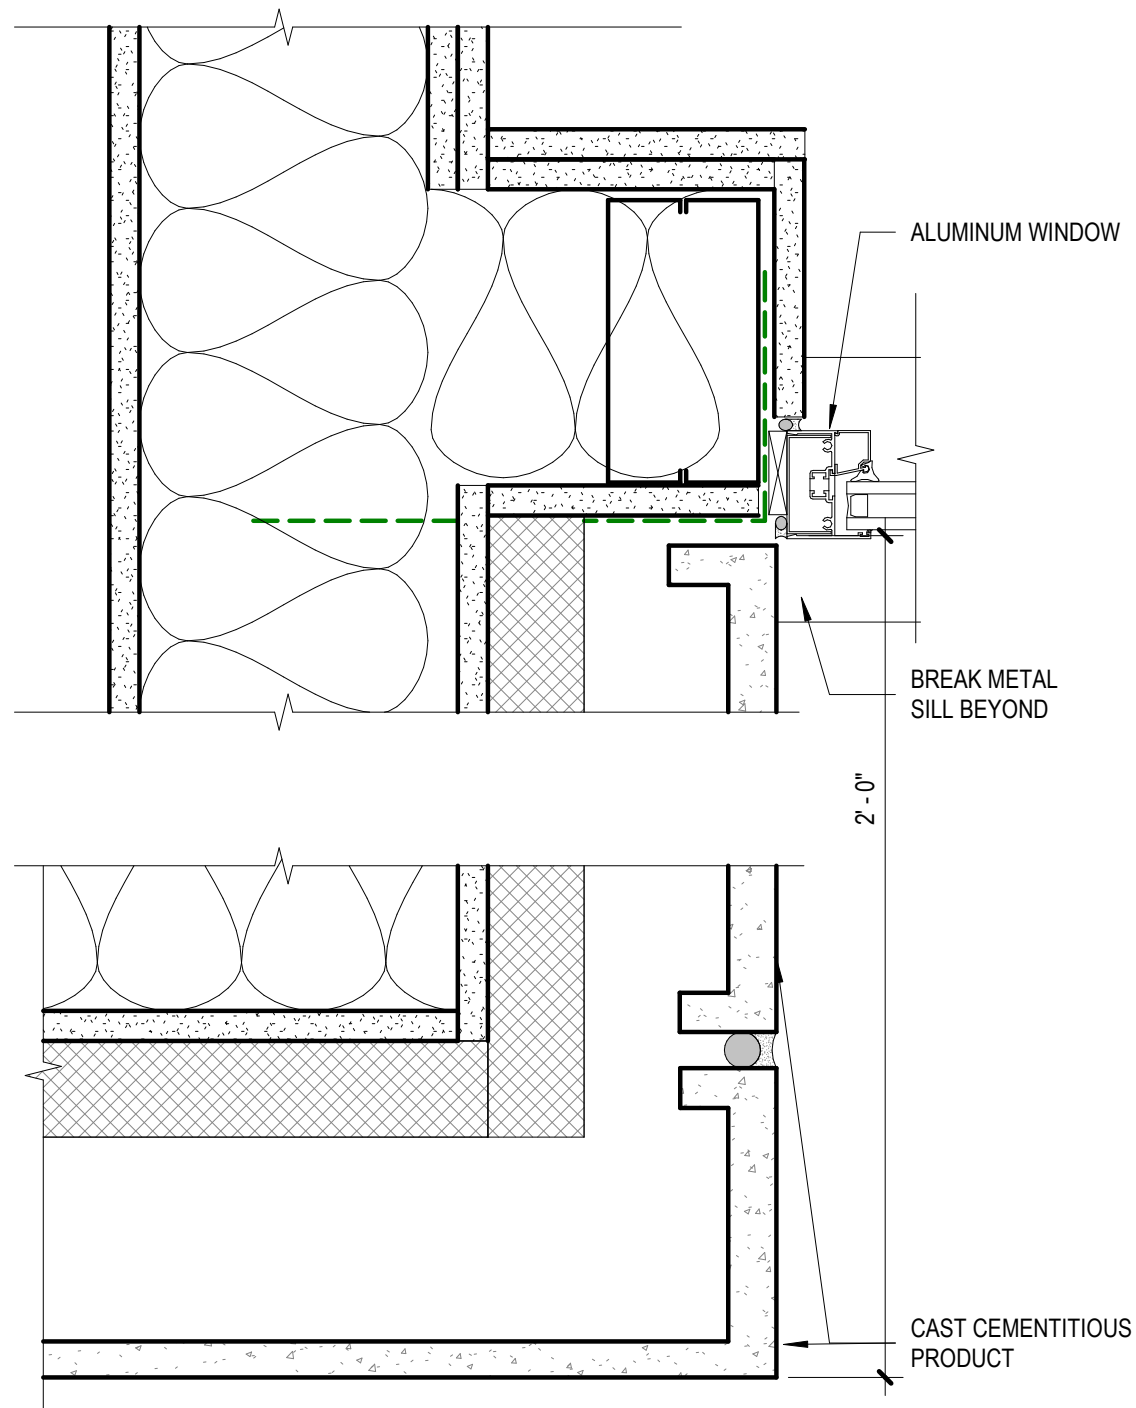 ALUMINUM WINDOW
BREAK METAL
SILL BEYOND
2' - 0"
CAST CEMENTITIOUS
PRODUCT